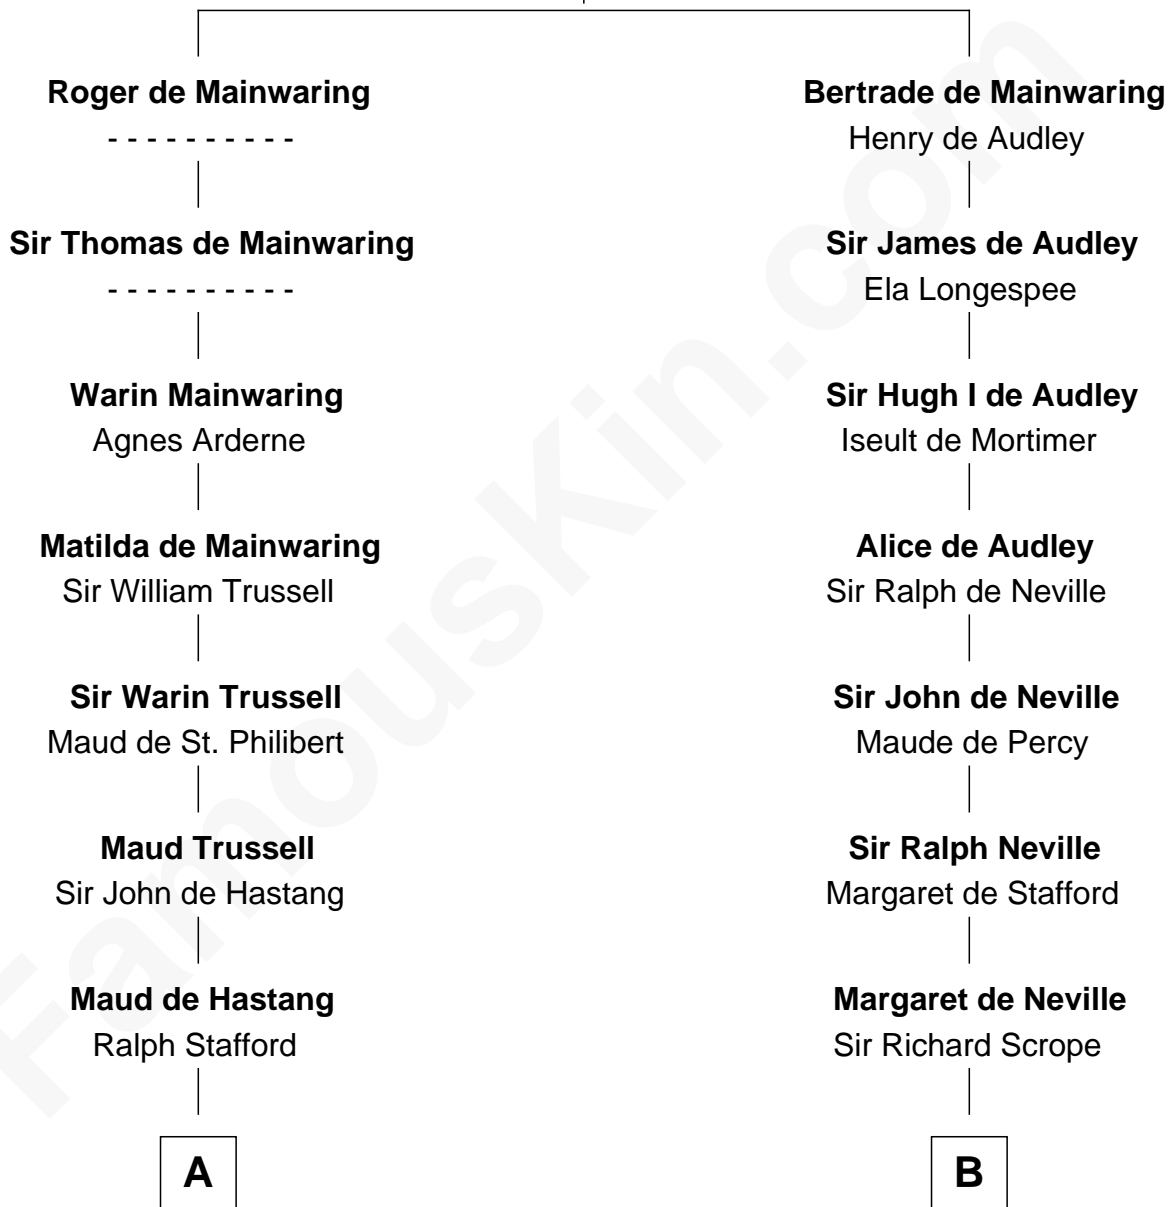 Roger de Mainwaring
- - - - - - - - - -
Sir Thomas de Mainwaring
- - - - - - - - - -
Warin Mainwaring
Agnes Arderne
Matilda de Mainwaring
Sir William Trussell
Sir Warin Trussell
Maud de St. Philibert
Maud Trussell
Sir John de Hastang
Maud de Hastang
Ralph Stafford
A
Bertrade de Mainwaring
Henry de Audley
Sir James de Audley
Ela Longespee
Sir Hugh I de Audley
Iseult de Mortimer
Alice de Audley
Sir Ralph de Neville
Sir John de Neville
Maude de Percy
Sir Ralph Neville
Margaret de Stafford
Margaret de Neville
Sir Richard Scrope
B
FamousKin.com